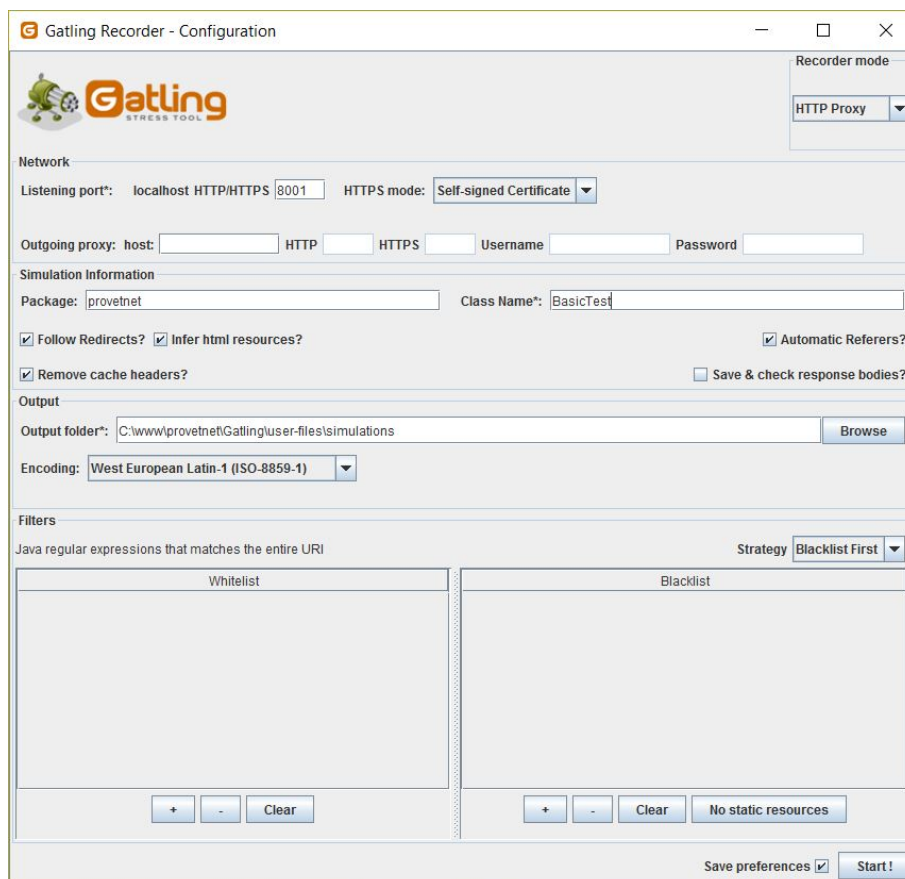 Gatling Recorder - Configuration
Recorder mode
Gatling
STRESS TOOL
HTTP Proxy
Network
Listening port*: localhost HTTP/HTTPS 8001 HTTPS mode: Self-signed Certificate
Outgoing proxy: host: HTTP HTTPS Username Password
Simulation Information
Package: provetnet Class Name*: BasicTest
Follow Redirects? Infer html resources? Automatic Referers?
Remove cache headers? Save & check response bodies?
Output
Output folder*: C:\www\provetnet\Gatling\user-files\simulations Browse
Encoding: West European Latin-1 (ISO-8859-1)
Filters
Java regular expressions that matches the entire URI Strategy Blacklist First
Whitelist Blacklist
+ - Clear + - Clear No static resources
Save preferences Start !